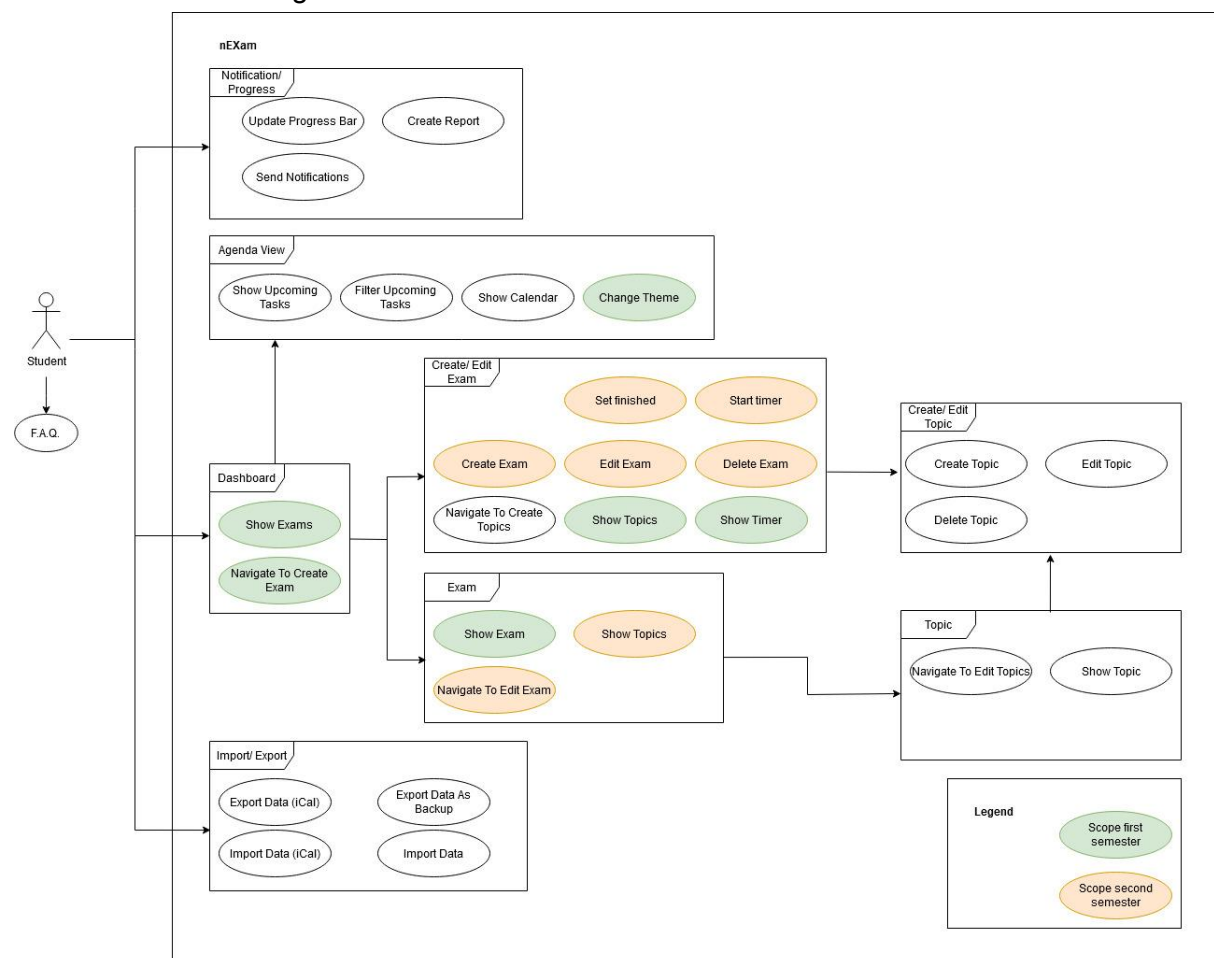 nEXam
Notification/
Progress
Update Progress Bar
Create Report
Send Notifications
Agenda View
Show Upcoming
Tasks
Filter Upcoming
Tasks
Show Calendar
Change Theme
Student
F.A.Q.
Create/ Edit
Exam
Set finished
Start timer
Create Exam
Edit Exam
Delete Exam
Navigate To Create
Topics
Show Topics
Show Timer
Create/ Edit
Topic
Create Topic
Edit Topic
Delete Topic
Dashboard
Show Exams
Navigate To Create
Exam
Exam
Show Exam
Show Topics
Navigate To Edit Exam
Topic
Navigate To Edit Topics
Show Topic
Import/ Export
Export Data (iCal)
Export Data As
Backup
Import Data (iCal)
Import Data
Legend
Scope first
semester
Scope second
semester